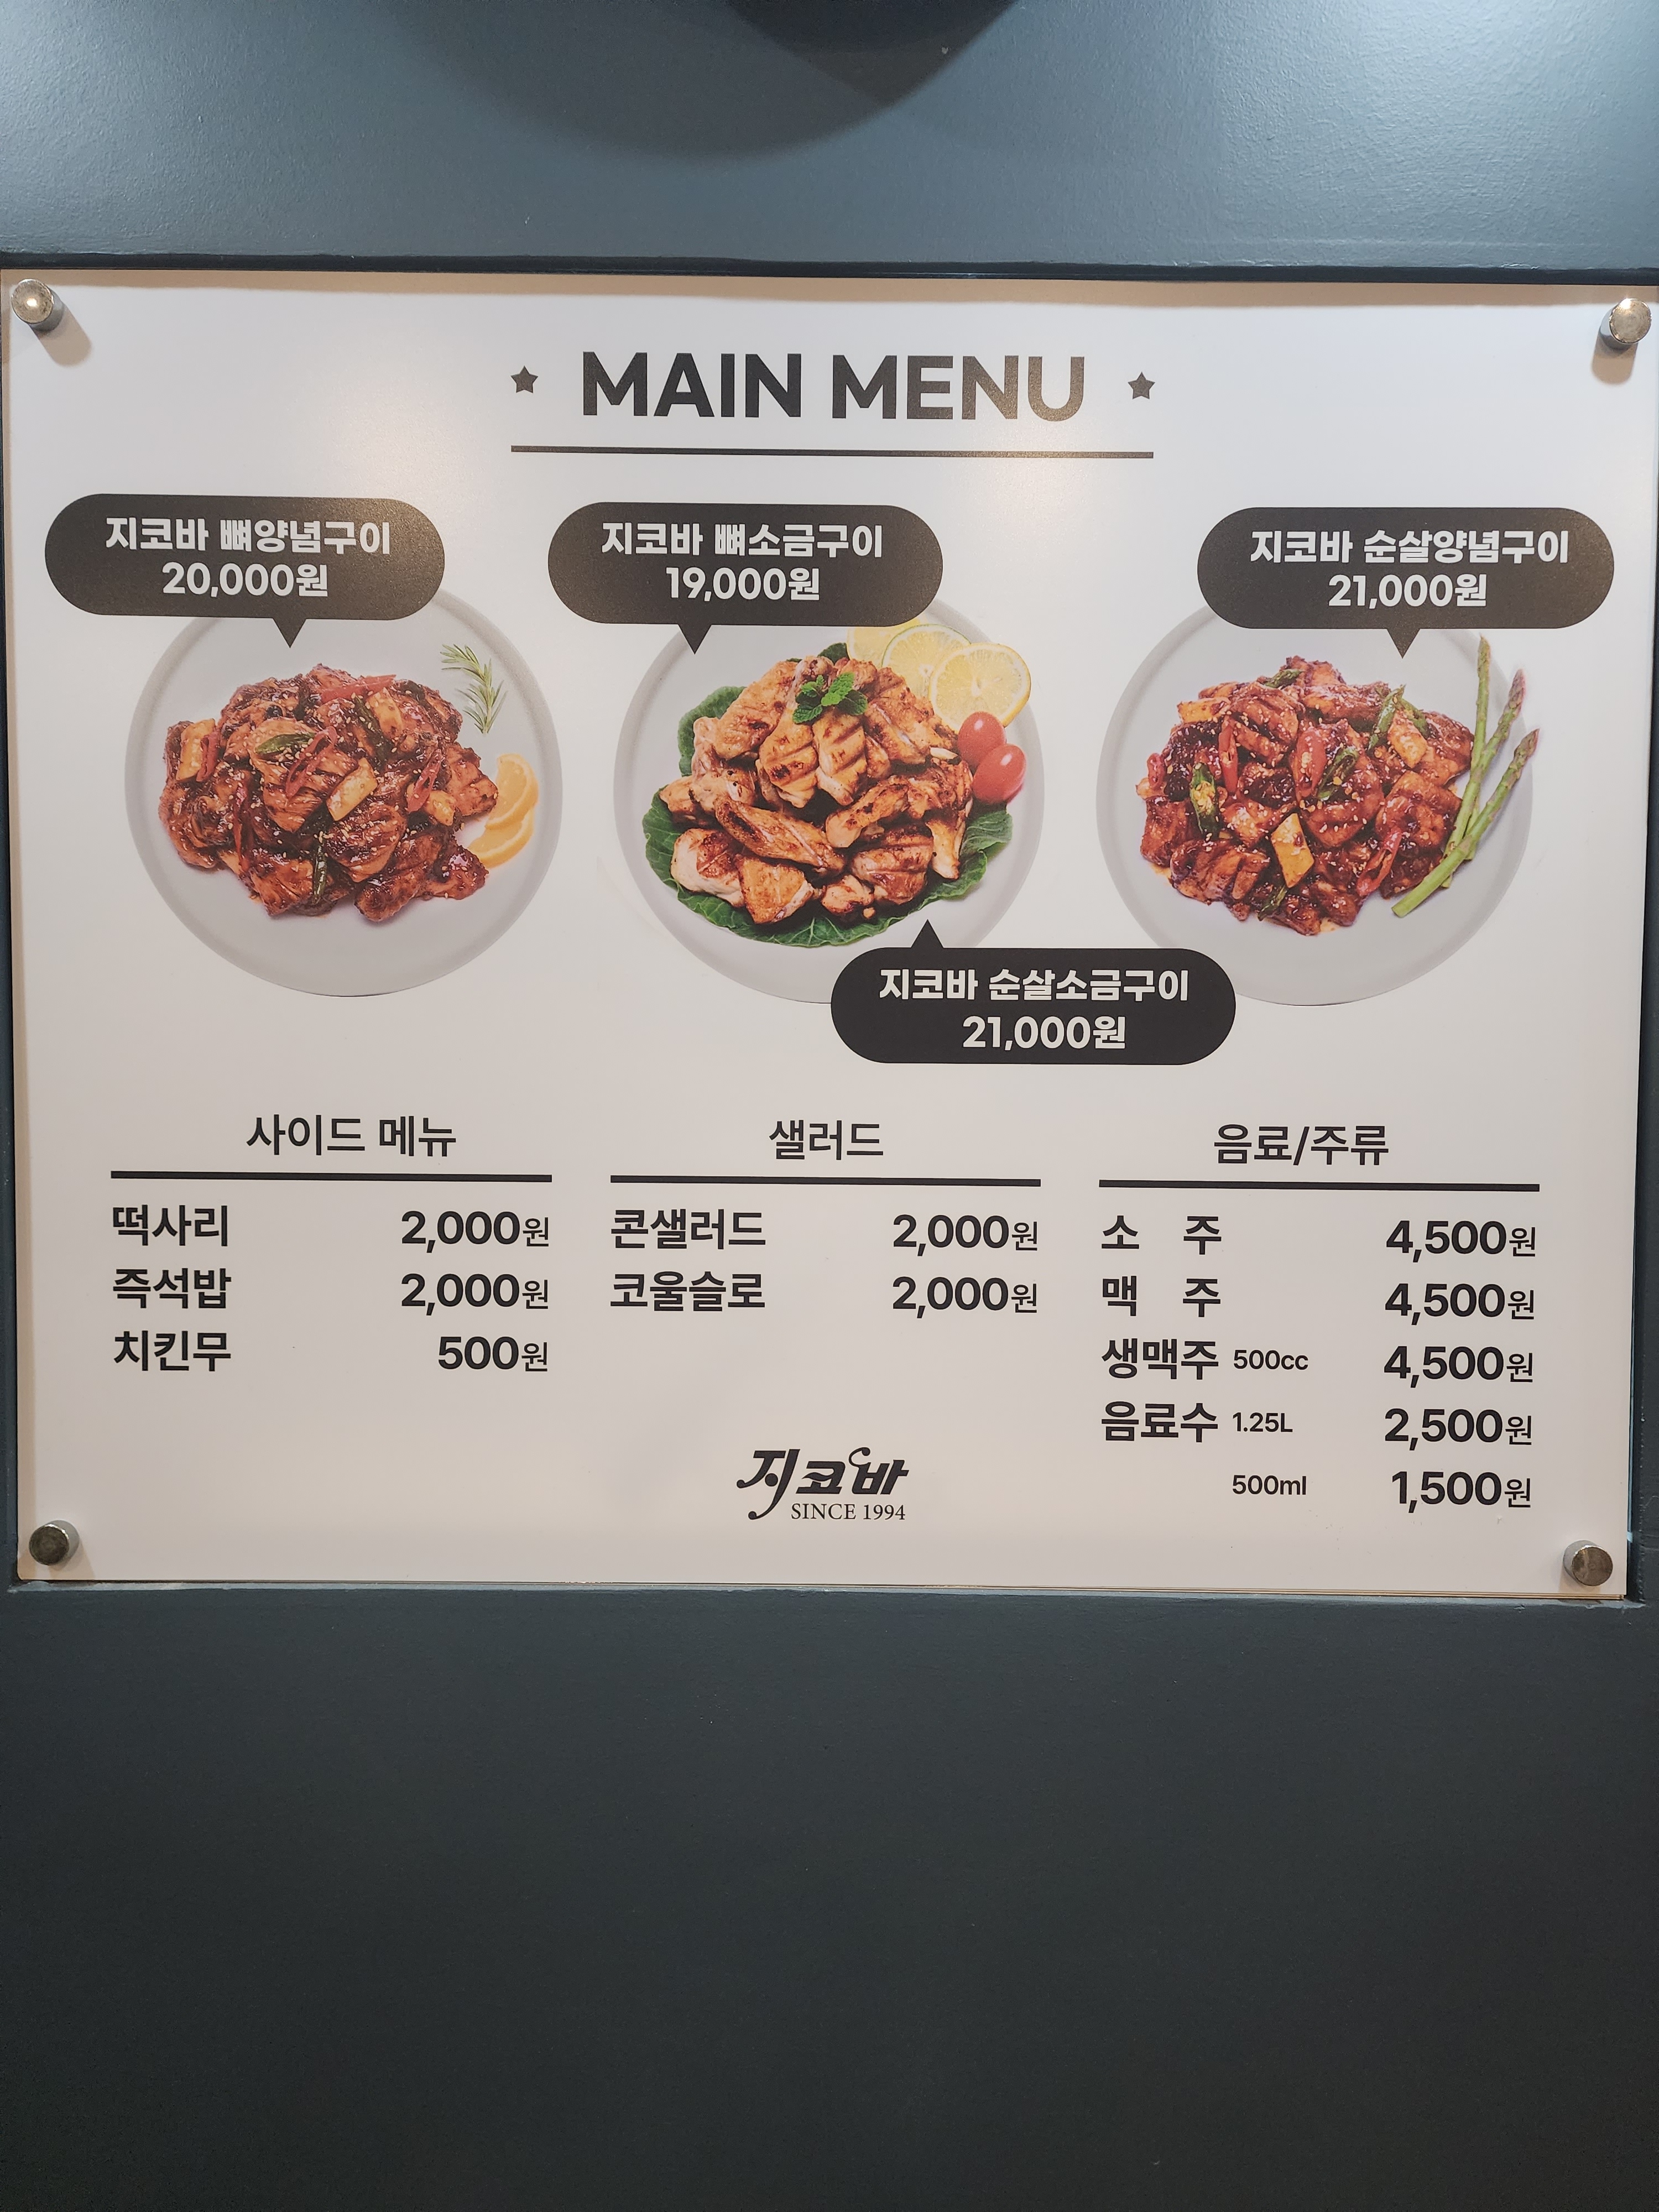 MAIN MENU
지코바 뼈양념구이
20,000원
지코바 뼈소금구이
19,000원
지코바 순살양념구이
21,000원
지코바 순살소금구이
21,000원
사이드 메뉴
떡사리 2,000원
즉석밥 2,000원
치킨무 500원
샐러드
콘샐러드 2,000원
코울슬로 2,000원
음료/주류
소 주 4,500원
맥 주 4,500원
생맥주 500cc 4,500원
음료수 1.25L 2,500원
500ml 1,500원
지코바
SINCE 1994